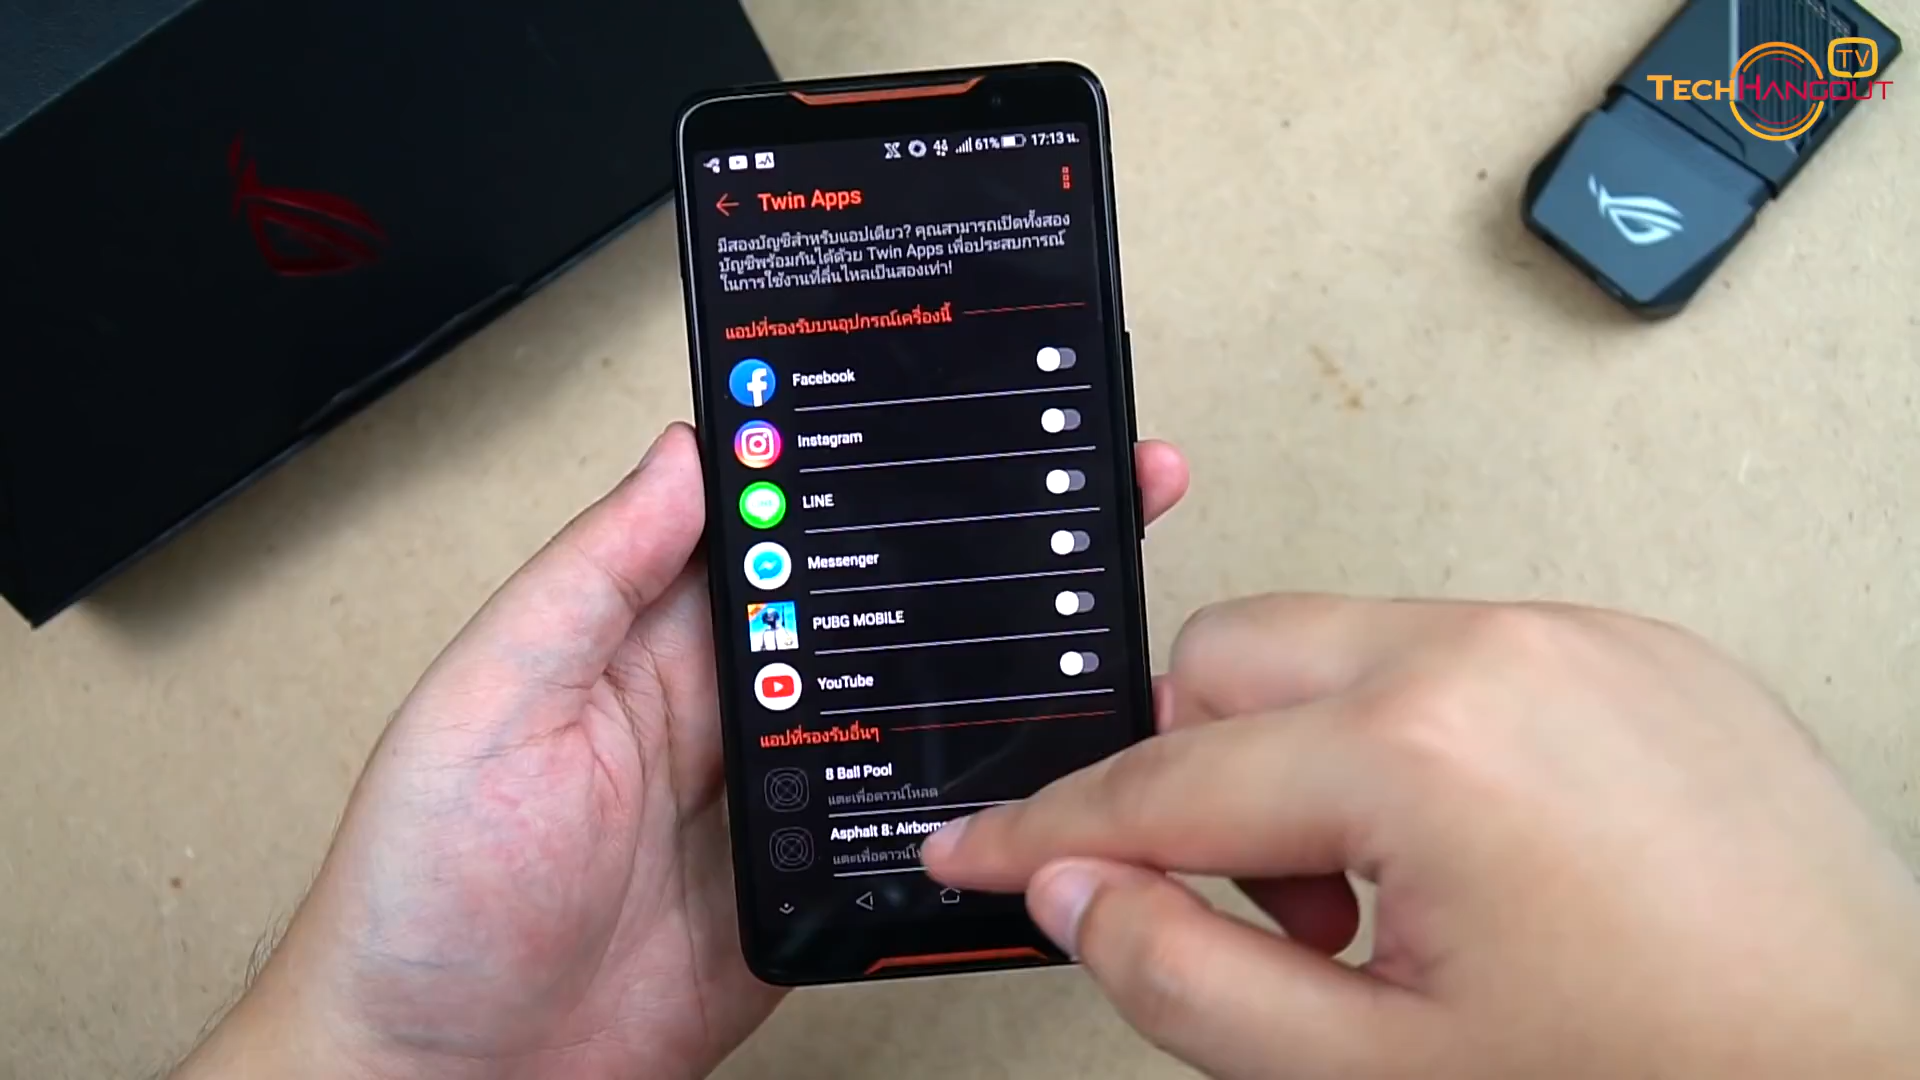 TV
TECHHANGOUT
61% 17:13 น.
Twin Apps
มีสองบัญชีสำหรับแอปเดียว? คุณสามารถเปิดทั้งสอง
บัญชีพร้อมกันได้ด้วย Twin Apps เพื่อประสบการณ์
ในการใช้งานที่ลื่นไหลเป็นสองเท่า!
แอปที่รองรับบนอุปกรณ์เครื่องนี้
Facebook
Instagram
LINE
Messenger
PUBG MOBILE
YouTube
แอปที่รองรับอื่นๆ
8 Ball Pool
แตะเพื่อดาวน์โหลด
Asphalt 8: